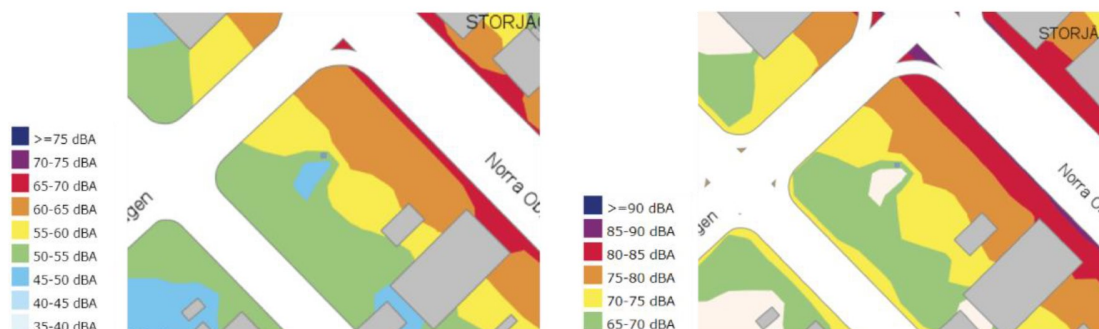 STORJÄ
>=75 dBA
70-75 dBA
65-70 dBA
60-65 dBA
55-60 dBA
50-55 dBA
45-50 dBA
40-45 dBA
35-40 dBA
Norra Ob
gen
STORJÄ
>=90 dBA
85-90 dBA
80-85 dBA
75-80 dBA
70-75 dBA
65-70 dBA
Norra O
gen